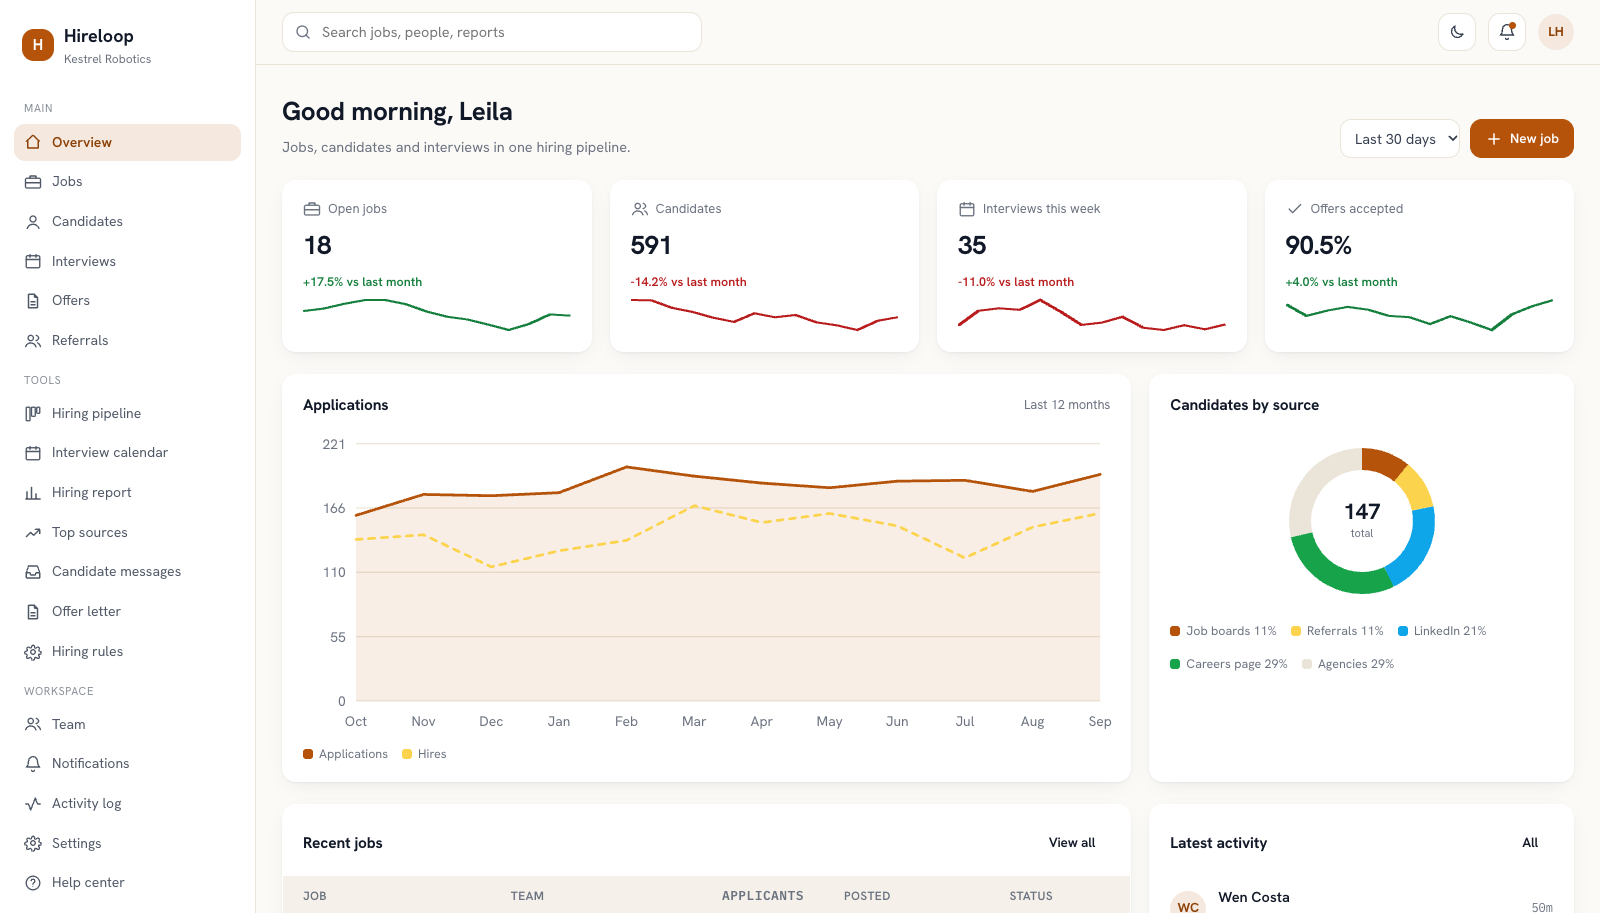 H
Hireloop
Kestrel Robotics
MAIN
Overview
Jobs
Candidates
Interviews
Offers
Referrals
TOOLS
Hiring pipeline
Interview calendar
Hiring report
Top sources
Candidate messages
Offer letter
Hiring rules
WORKSPACE
Team
Notifications
Activity log
Settings
Help center
Search jobs, people, reports
LH
Good morning, Leila
Jobs, candidates and interviews in one hiring pipeline.
Last 30 days
New job
Open jobs
18
+17.5% vs last month
Candidates
591
-14.2% vs last month
Interviews this week
35
-11.0% vs last month
Offers accepted
90.5%
+4.0% vs last month
Applications
Last 12 months
221
166
110
55
0
Oct Nov Dec Jan Feb Mar Apr May Jun Jul Aug Sep
Applications Hires
Candidates by source
147
total
Job boards 11% Referrals 11% LinkedIn 21%
Careers page 29% Agencies 29%
Recent jobs
View all
JOB TEAM APPLICANTS POSTED STATUS
Latest activity
All
WC
Wen Costa
50m